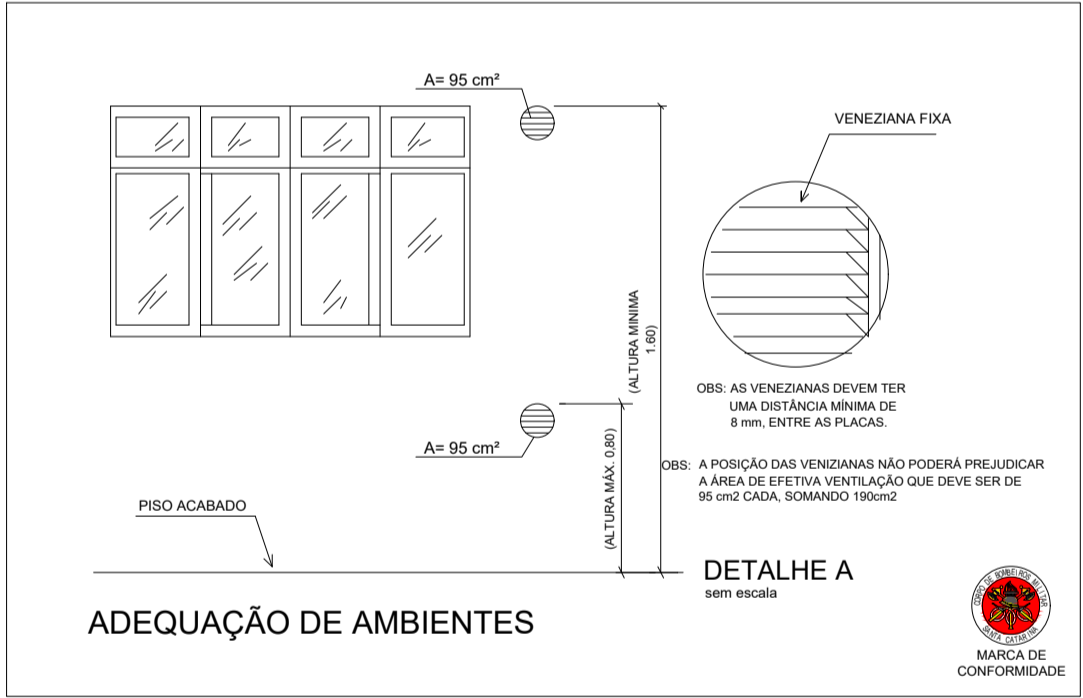 A= 95 cm²
VENEZIANA FIXA
(ALTURA MINIMA
1.60)
OBS: AS VENEZIANAS DEVEM TER
UMA DISTÂNCIA MÍNIMA DE
8 mm, ENTRE AS PLACAS.
A= 95 cm²
(ALTURA MÁX. 0,80)
OBS: A POSIÇÃO DAS VENIZIANAS NÃO PODERÁ PREJUDICAR
A ÁREA DE EFETIVA VENTILAÇÃO QUE DEVE SER DE
95 cm2 CADA, SOMANDO 190cm2
PISO ACABADO
DETALHE A
sem escala
ADEQUAÇÃO DE AMBIENTES
CORPO DE BOMBEIROS MILITAR
SANTA CATARINA
MARCA DE
CONFORMIDADE